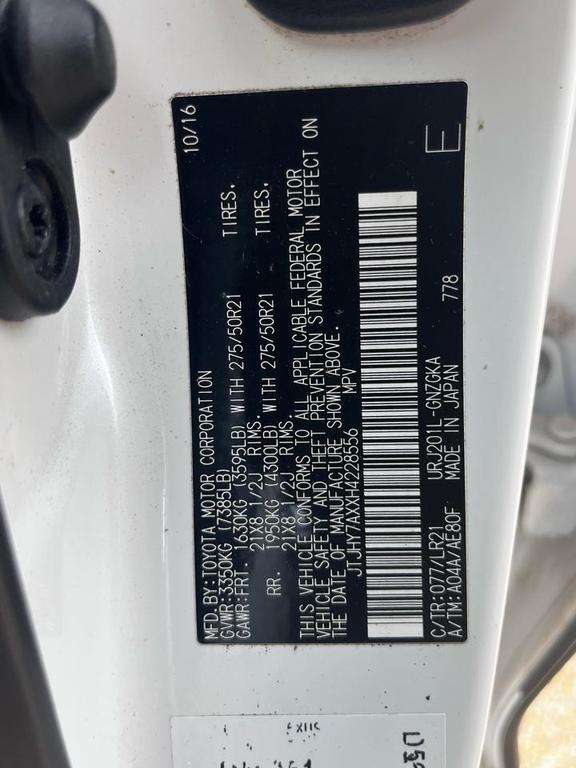 MFD.BY:TOYOTA MOTOR CORPORATION 10/16
GVWR:3350KG (7385LB)
GAWR:FRT. 1630KG (3595LB) WITH 275/50R21 TIRES.
21X8 1/2J RIMS.
RR. 1950KG (4300LB) WITH 275/50R21 TIRES.
21X8 1/2J RIMS.
THIS VEHICLE CONFORMS TO ALL APPLICABLE FEDERAL MOTOR
VEHICLE SAFETY AND THEFT PREVENTION STANDARDS IN EFFECT ON
THE DATE OF MANUFACTURE SHOWN ABOVE.
JTJHY7AXXH4228556 MPV
C/TR:077/LR21 URJ201L-GNZGKA 778 E
A/TM:A04A/AE80F MADE IN JAPAN